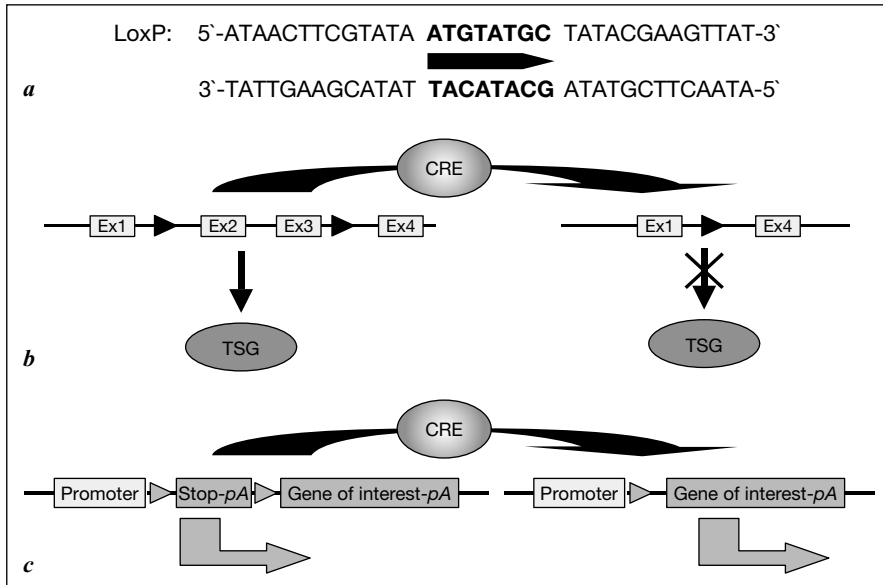 LoxP: 5`-ATAACTTCGTATA ATGTATGC TATACGAAGTTAT-3`
a 3`-TATTGAAGCATAT TACATACG ATATGCTTCAATA-5`
CRE
Ex1 Ex2 Ex3 Ex4 Ex1 Ex4
TSG TSG
b
CRE
Promoter Stop-pA Gene of interest-pA Promoter Gene of interest-pA
c